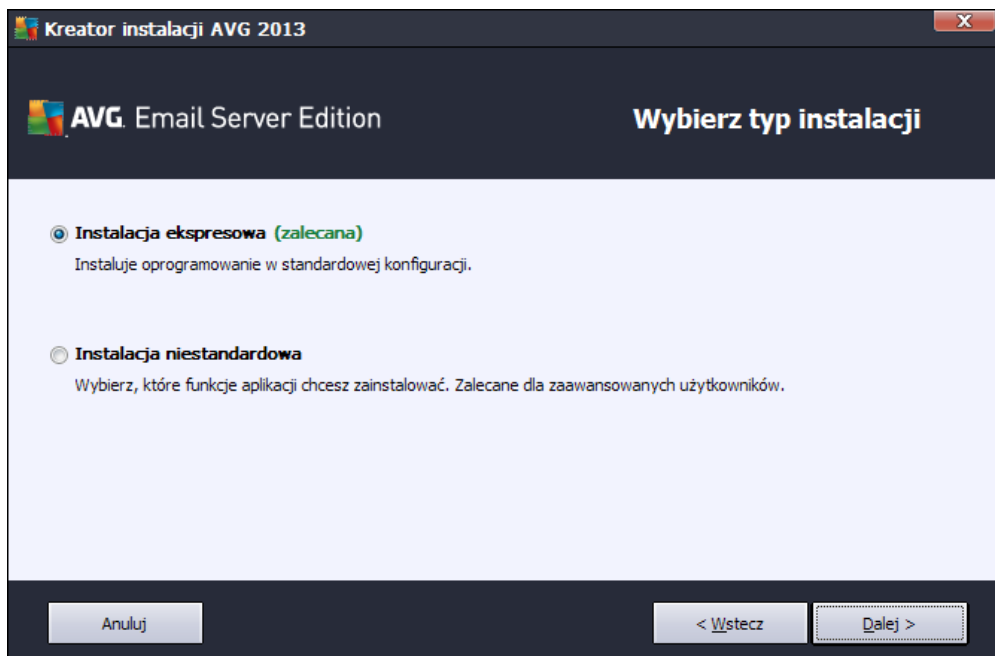 Kreator instalacji AVG 2013
X
AVG. Email Server Edition
Wybierz typ instalacji
Instalacja ekspresowa (zalecana)
Instaluje oprogramowanie w standardowej konfiguracji.
Instalacja niestandardowa
Wybierz, które funkcje aplikacji chcesz zainstalować. Zalecane dla zaawansowanych użytkowników.
Anuluj
< Wstecz
Dalej >